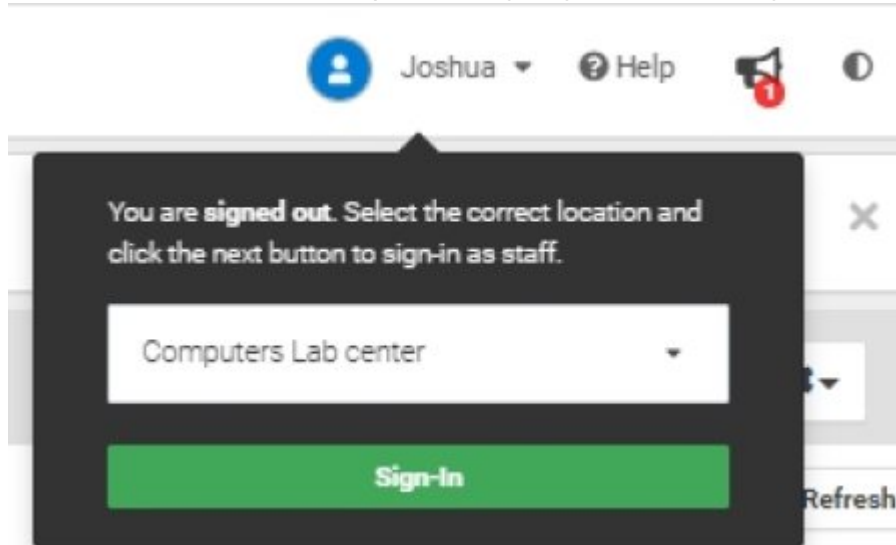 Joshua Help
1
You are signed out. Select the correct location and
click the next button to sign-in as staff.
Computers Lab center
Sign-In
Refresh